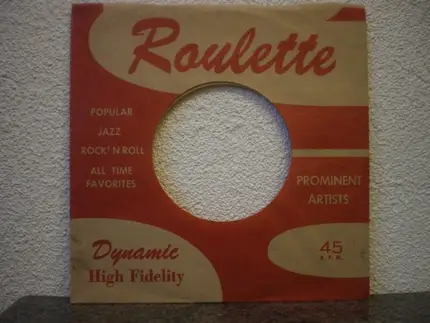 Roulette
POPULAR
JAZZ
ROCK' N ROLL
ALL TIME
FAVORITES
PROMINENT
ARTISTS
Dynamic
High Fidelity
45
R.P.M.